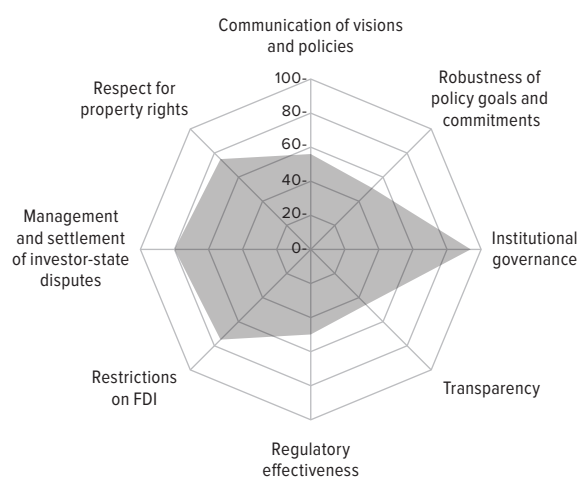 Communication of visions
and policies
Robustness of
policy goals and
commitments
Institutional
governance
Transparency
Regulatory
effectiveness
Restrictions
on FDI
Management
and settlement
of investor-state
disputes
Respect for
property rights
100-
80-
60-
40-
20-
0-